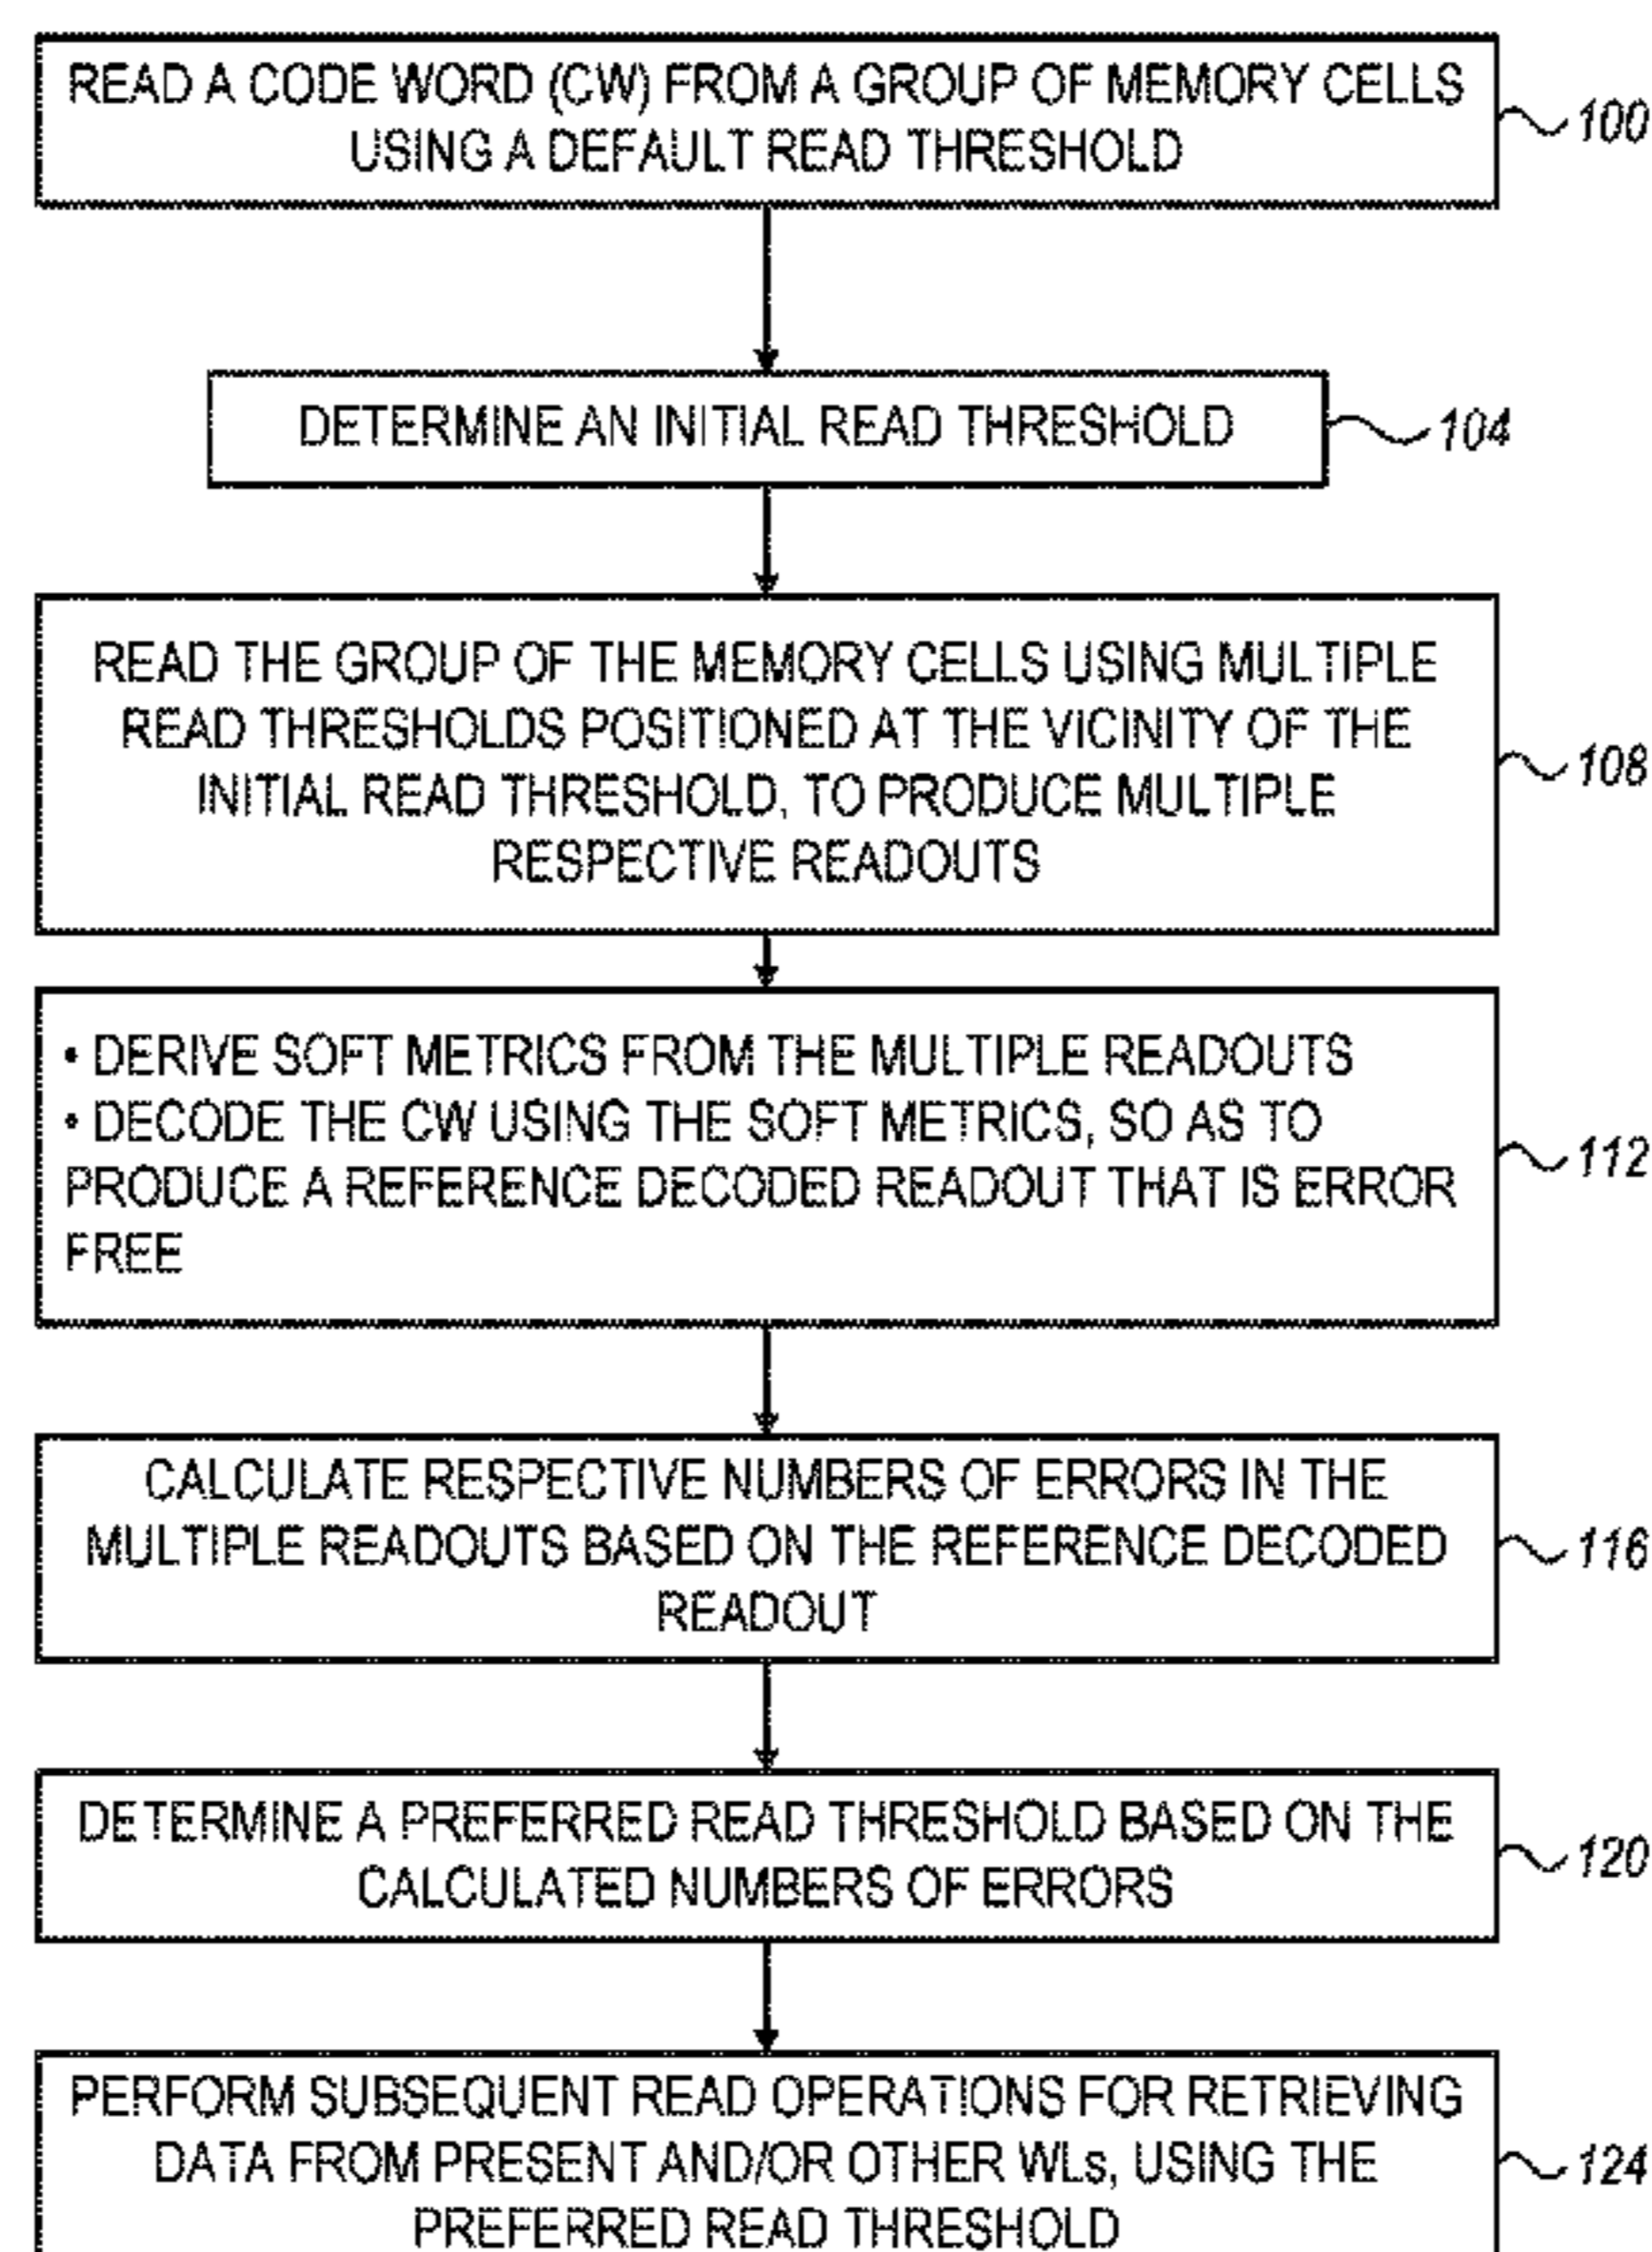 READ A CODE WORD (CW) FROM A GROUP OF MEMORY CELLS
USING A DEFAULT READ THRESHOLD
100
DETERMINE AN INITIAL READ THRESHOLD
104
READ THE GROUP OF THE MEMORY CELLS USING MULTIPLE
READ THRESHOLDS POSITIONED AT THE VICINITY OF THE
INITIAL READ THRESHOLD, TO PRODUCE MULTIPLE
RESPECTIVE READOUTS
108
• DERIVE SOFT METRICS FROM THE MULTIPLE READOUTS
• DECODE THE CW USING THE SOFT METRICS, SO AS TO
PRODUCE A REFERENCE DECODED READOUT THAT IS ERROR
FREE
112
CALCULATE RESPECTIVE NUMBERS OF ERRORS IN THE
MULTIPLE READOUTS BASED ON THE REFERENCE DECODED
READOUT
116
DETERMINE A PREFERRED READ THRESHOLD BASED ON THE
CALCULATED NUMBERS OF ERRORS
120
PERFORM SUBSEQUENT READ OPERATIONS FOR RETRIEVING
DATA FROM PRESENT AND/OR OTHER WLs, USING THE
PREFERRED READ THRESHOLD
124